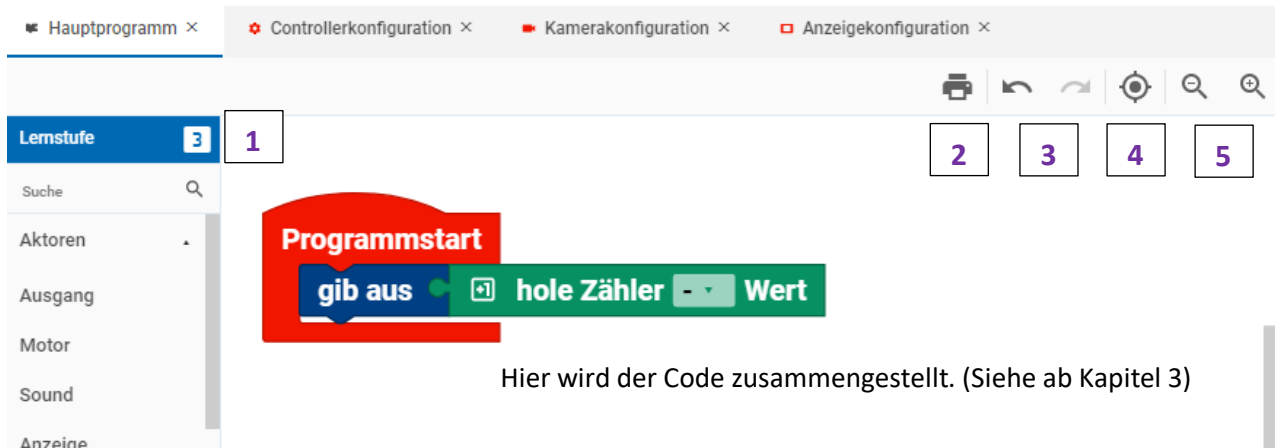 Hauptprogramm ×
Controllerkonfiguration ×
Kamerakonfiguration ×
Anzeigekonfiguration ×
Lernstufe 3
1
2
3
4
5
Suche
Aktoren
Programmstart
gib aus +1 hole Zähler - Wert
Ausgang
Motor
Hier wird der Code zusammengestellt. (Siehe ab Kapitel 3)
Sound
Anzeige